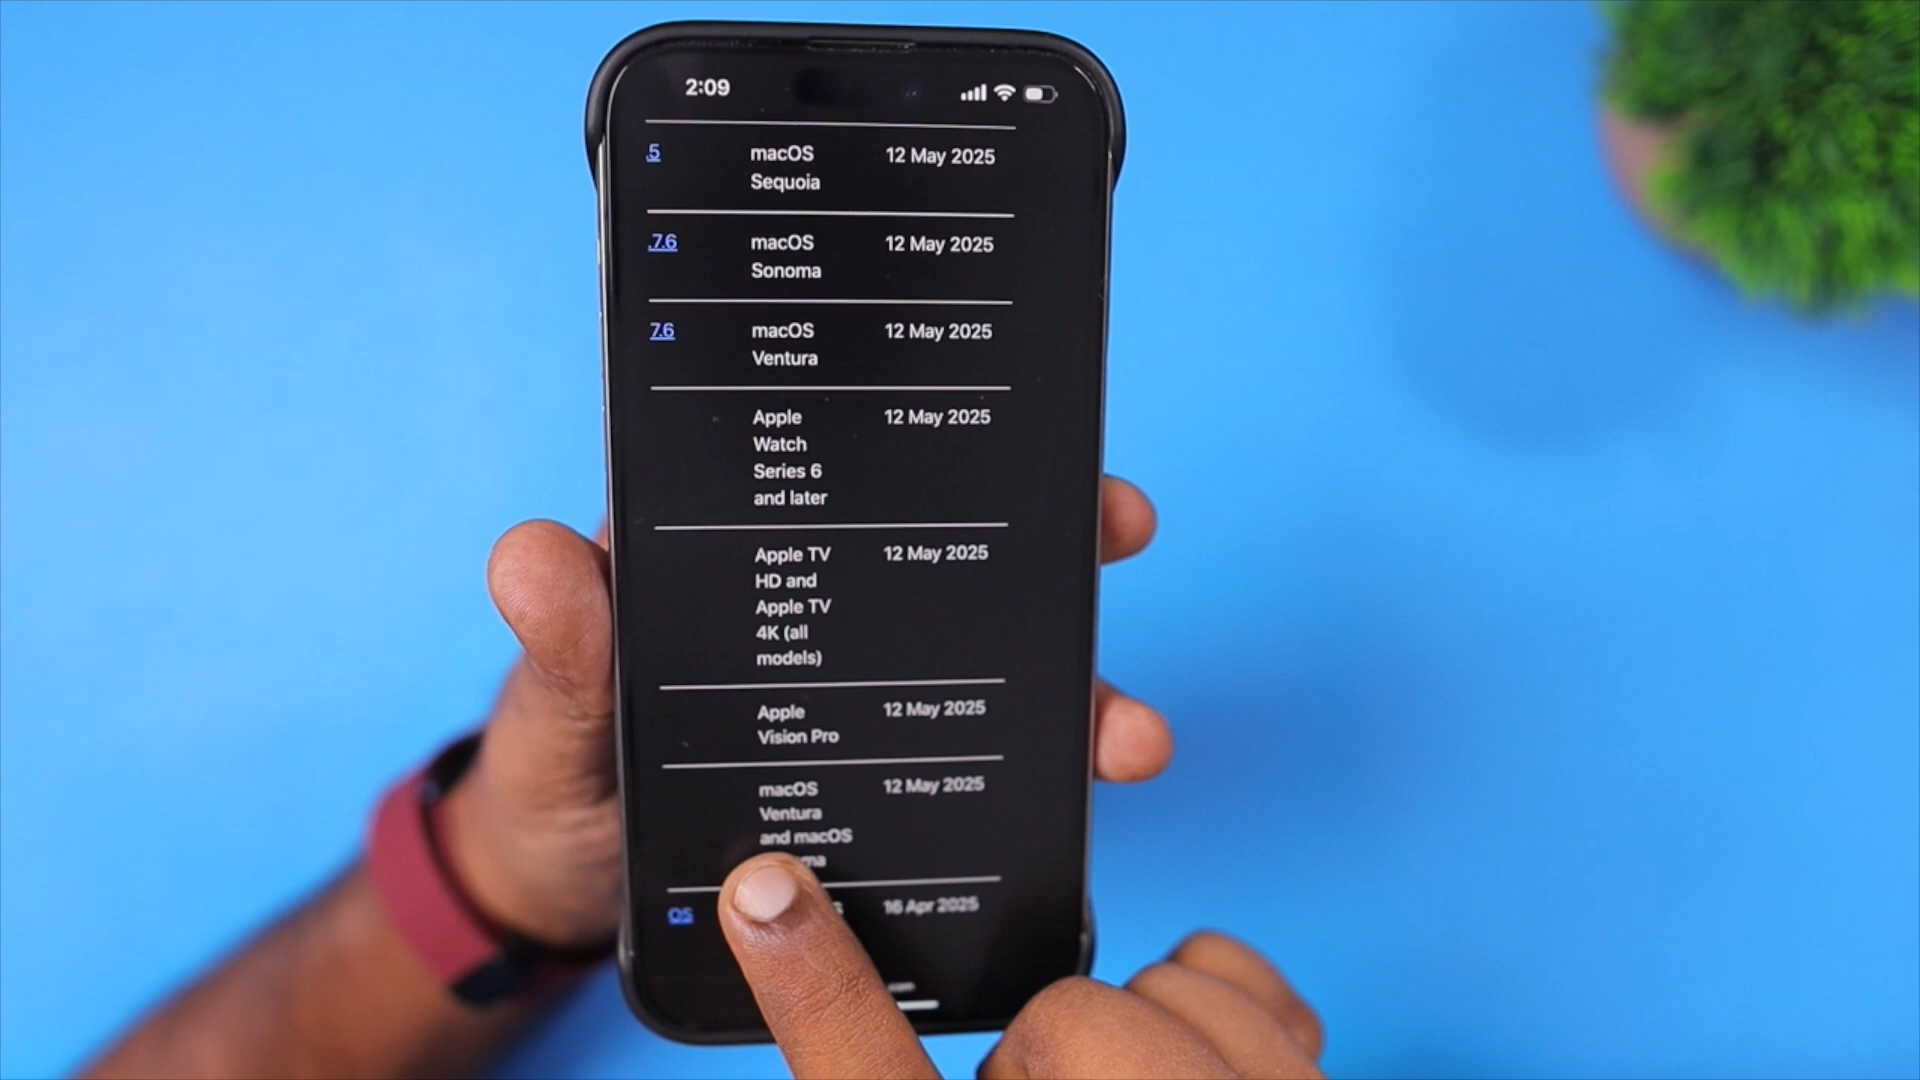 2:09
.5 macOS 12 May 2025
Sequoia
.7.6 macOS 12 May 2025
Sonoma
7.6 macOS 12 May 2025
Ventura
Apple 12 May 2025
Watch
Series 6
and later
Apple TV 12 May 2025
HD and
Apple TV
4K (all
models)
Apple 12 May 2025
Vision Pro
macOS 12 May 2025
Ventura
and macOS
ma
OS S 16 Apr 2025
.com